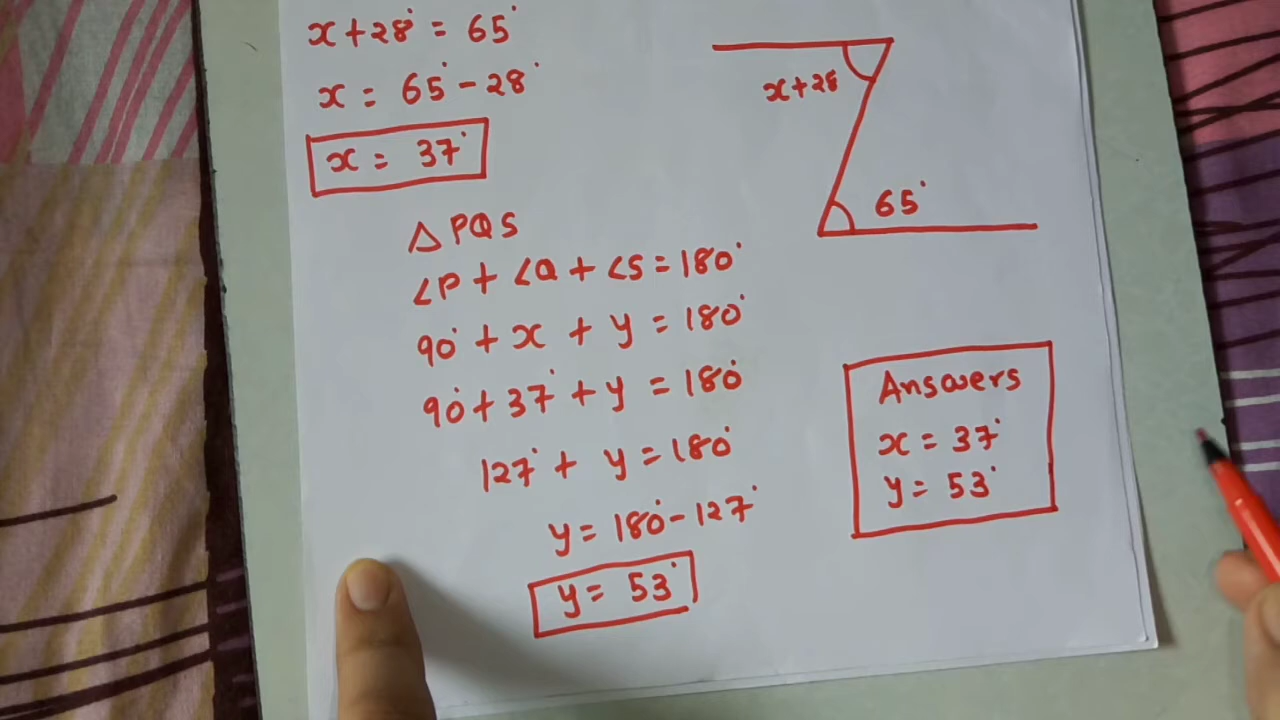 x+28° = 65°
x = 65° - 28°
x = 37°
△ PQS
∠P + ∠Q + ∠S = 180°
90° + x + y = 180°
90° + 37° + y = 180°
127° + y = 180°
y = 180° - 127°
y = 53°
x+28
65°
Answers
x = 37°
y = 53°